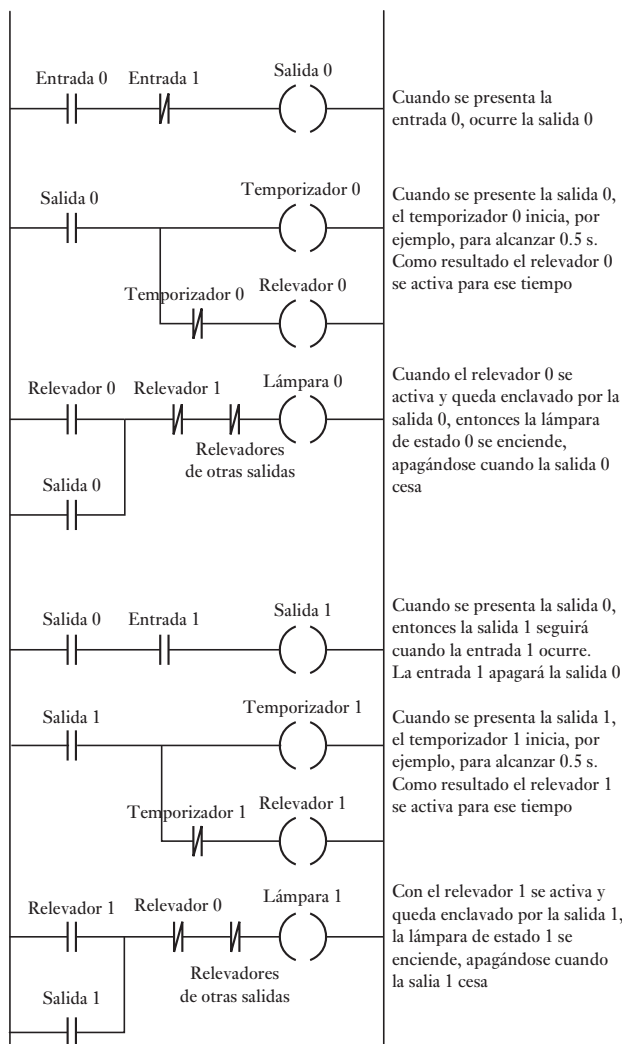 Entrada 0 Entrada 1 Salida 0
Cuando se presenta la
entrada 0, ocurre la salida 0
Salida 0 Temporizador 0
Temporizador 0 Relevador 0
Cuando se presente la salida 0,
el temporizador 0 inicia, por
ejemplo, para alcanzar 0.5 s.
Como resultado el relevador 0
se activa para ese tiempo
Relevador 0 Relevador 1 Lámpara 0
Relevadores
de otras salidas
Salida 0
Cuando el relevador 0 se
activa y queda enclavado por la
salida 0, entonces la lámpara
de estado 0 se enciende,
apagándose cuando la salida 0
cesa
Salida 0 Entrada 1 Salida 1
Cuando se presenta la salida 0,
entonces la salida 1 seguirá
cuando la entrada 1 ocurre.
La entrada 1 apagará la salida 0
Salida 1 Temporizador 1
Temporizador 1 Relevador 1
Cuando se presenta la salida 1,
el temporizador 1 inicia, por
ejemplo, para alcanzar 0.5 s.
Como resultado el relevador 1
se activa para ese tiempo
Relevador 1 Relevador 0 Lámpara 1
Relevadores
de otras salidas
Salida 1
Con el relevador 1 se activa y
queda enclavado por la salida 1,
la lámpara de estado 1 se
enciende, apagándose cuando
la salia 1 cesa